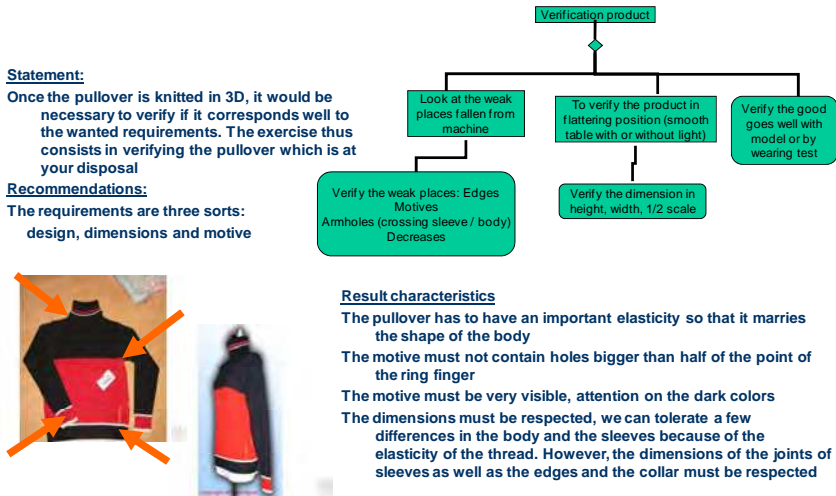 Verification product
Statement:
Once the pullover is knitted in 3D, it would be
necessary to verify if it corresponds well to
the wanted requirements. The exercise thus
consists in verifying the pullover which is at
your disposal
Recommendations:
The requirements are three sorts:
design, dimensions and motive
Look at the weak
places fallen from
machine
To verify the product in
flattering position (smooth
table with or without light)
Verify the good
goes well with
model or by
wearing test
Verify the weak places: Edges
Motives
Armholes (crossing sleeve / body)
Decreases
Verify the dimension in
height, width, 1/2 scale
Result characteristics
The pullover has to have an important elasticity so that it marries
the shape of the body
The motive must not contain holes bigger than half of the point of
the ring finger
The motive must be very visible, attention on the dark colors
The dimensions must be respected, we can tolerate a few
differences in the body and the sleeves because of the
elasticity of the thread. However, the dimensions of the joints of
sleeves as well as the edges and the collar must be respected